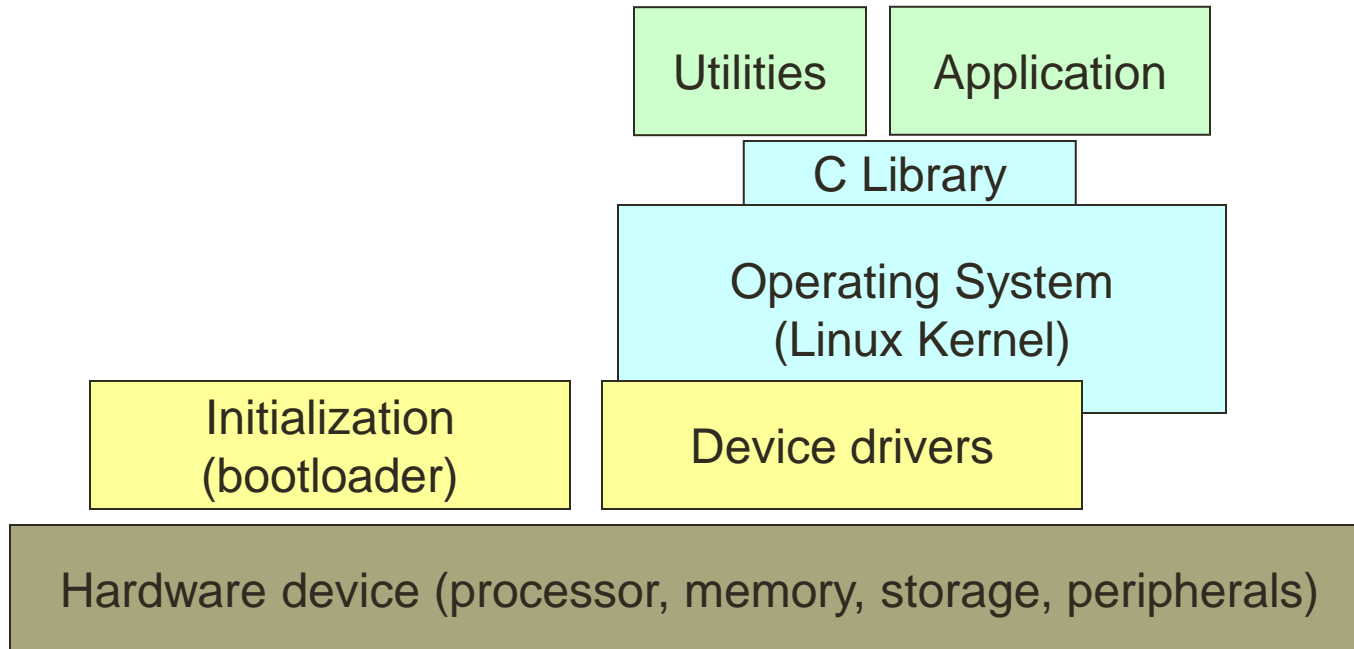 Utilities
Application
C Library
Operating System
(Linux Kernel)
Initialization
(bootloader)
Device drivers
Hardware device (processor, memory, storage, peripherals)